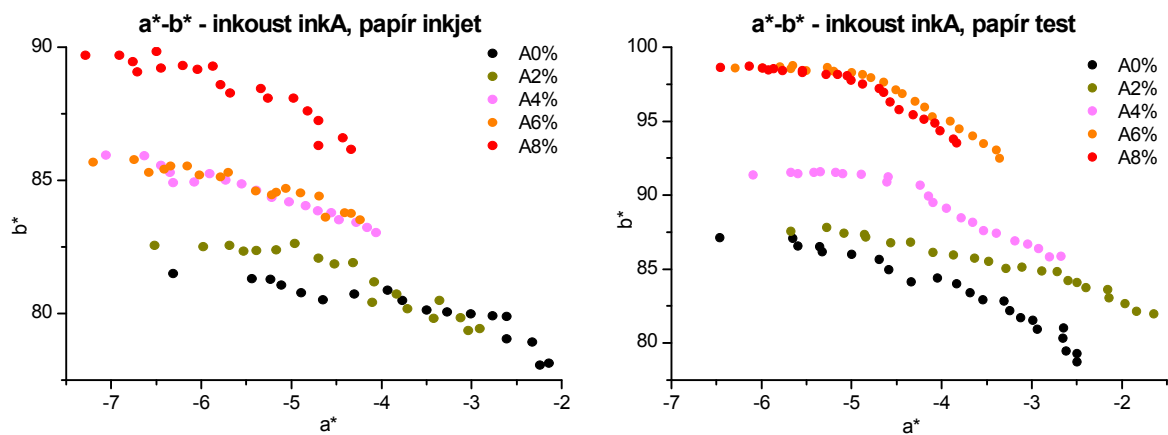 a*-b* - inkoust inkA, papír inkjet
90
85
80
b*
-7
-6
-5
-4
-3
-2
a*
A0%
A2%
A4%
A6%
A8%
a*-b* - inkoust inkA, papír test
100
95
90
85
80
b*
-7
-6
-5
-4
-3
-2
a*
A0%
A2%
A4%
A6%
A8%